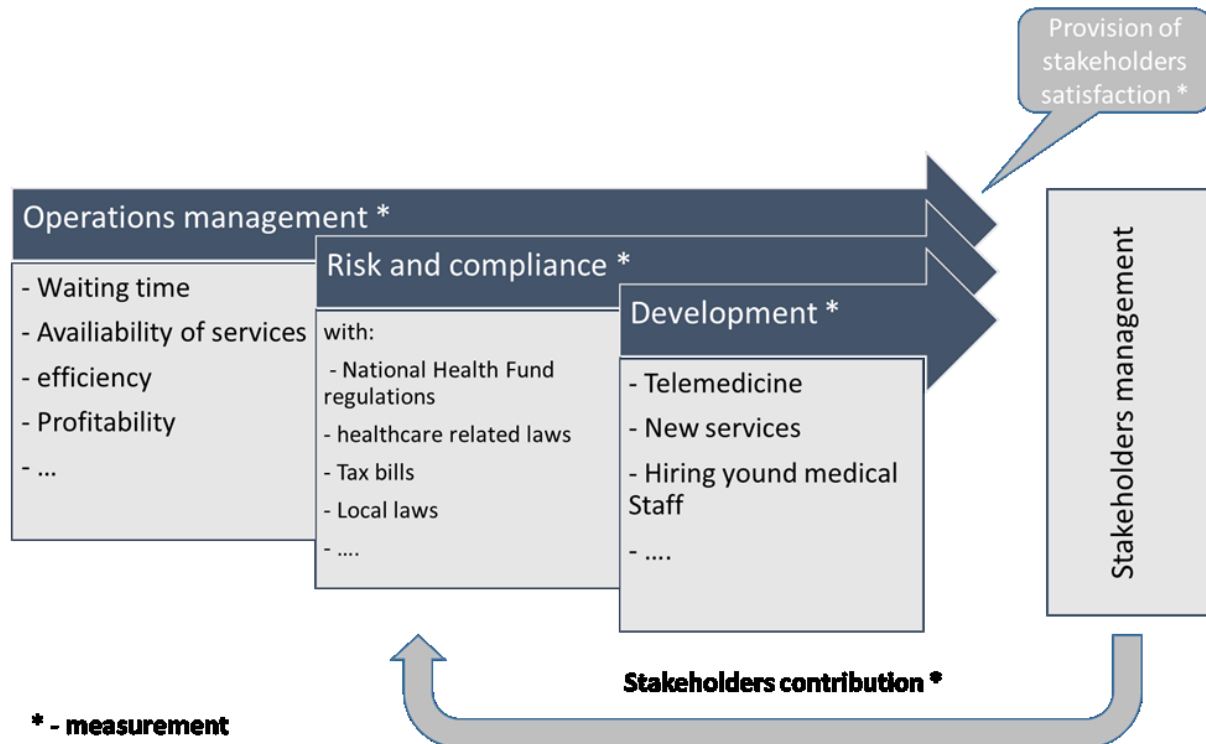 Provision of
stakeholders
satisfaction *
Operations management *
- Waiting time
- Availiability of services
- efficiency
- Profitability
- ...
Risk and compliance *
with:
- National Health Fund
regulations
- healthcare related laws
- Tax bills
- Local laws
- ....
Development *
- Telemedicine
- New services
- Hiring yound medical
Staff
- ....
Stakeholders management
Stakeholders contribution *
* - measurement